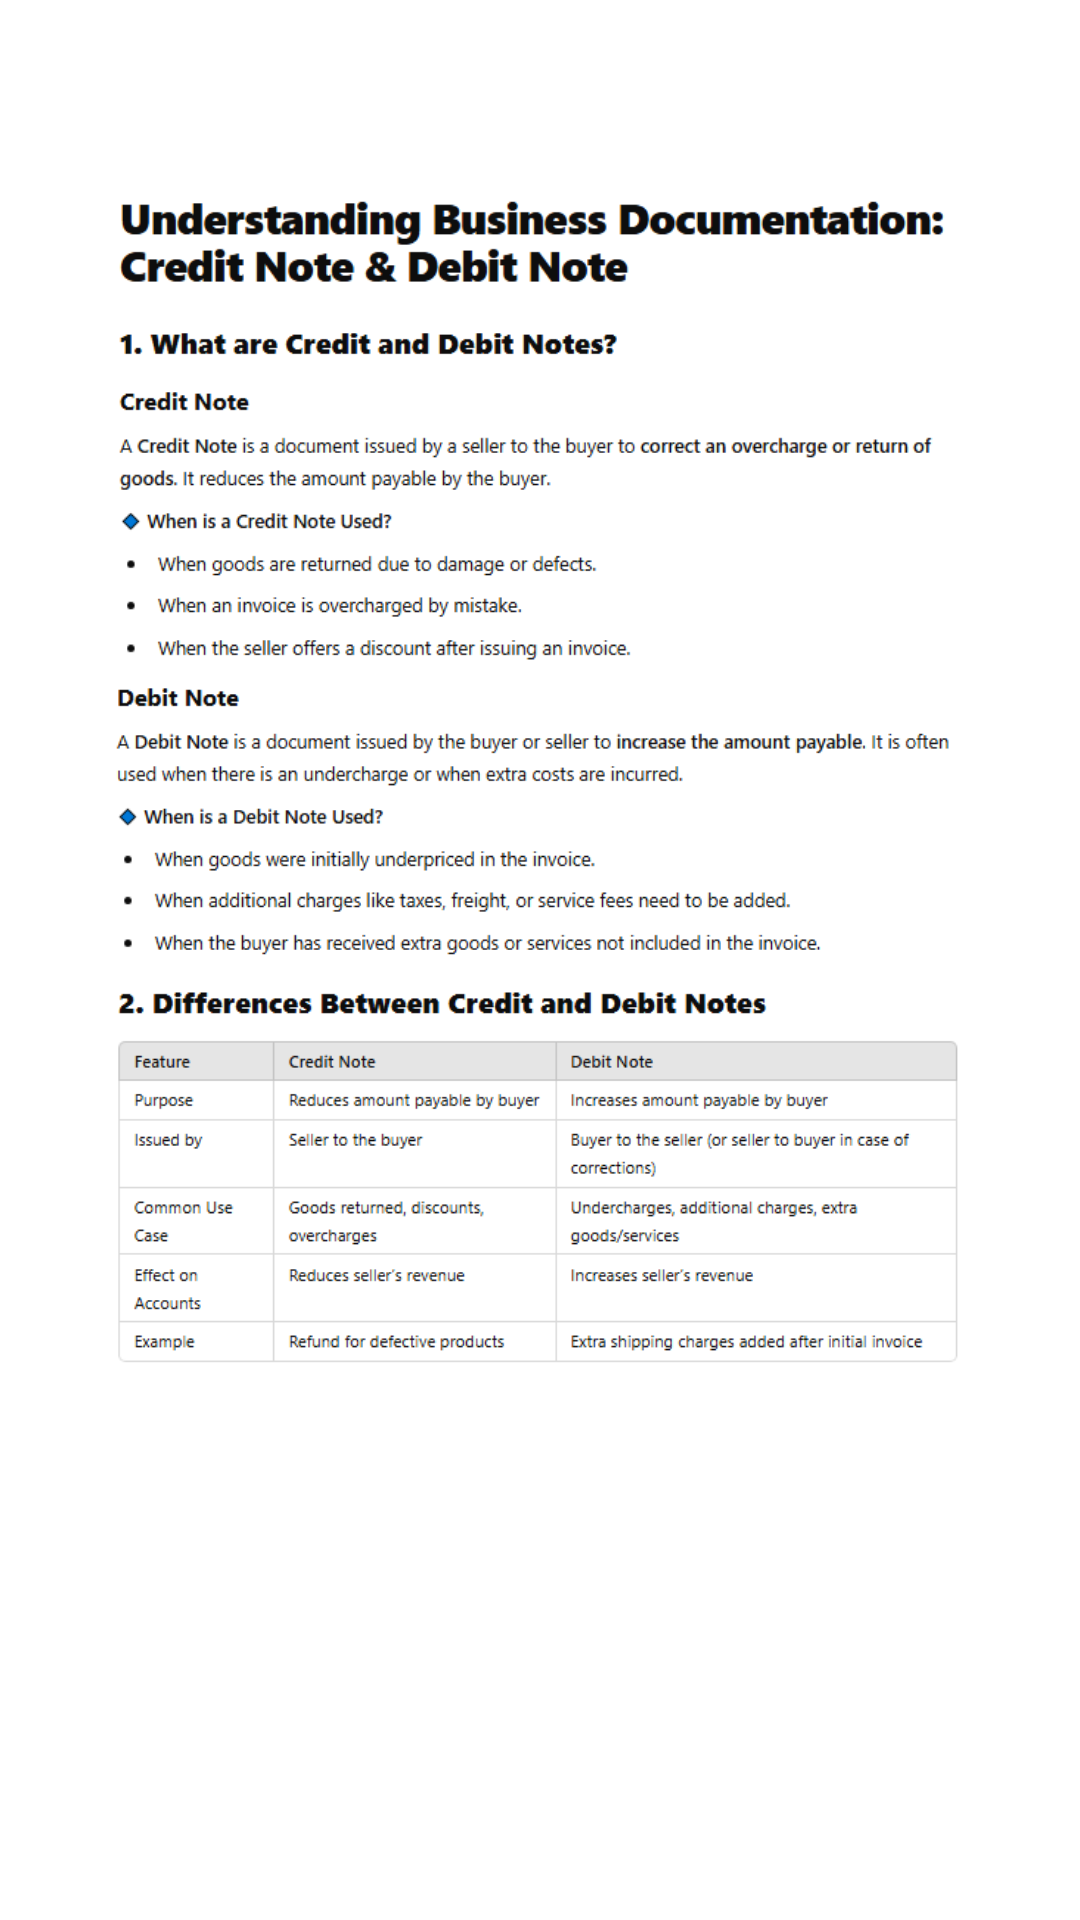 Understanding Business Documentation:
Credit Note & Debit Note
1. What are Credit and Debit Notes?
Credit Note
A Credit Note is a document issued by a seller to the buyer to correct an overcharge or return of
goods. It reduces the amount payable by the buyer.
When is a Credit Note Used?
• When goods are returned due to damage or defects.
• When an invoice is overcharged by mistake.
• When the seller offers a discount after issuing an invoice.
Debit Note
A Debit Note is a document issued by the buyer or seller to increase the amount payable. It is often
used when there is an undercharge or when extra costs are incurred.
When is a Debit Note Used?
• When goods were initially underpriced in the invoice.
• When additional charges like taxes, freight, or service fees need to be added.
• When the buyer has received extra goods or services not included in the invoice.
2. Differences Between Credit and Debit Notes
Feature Credit Note Debit Note
Purpose Reduces amount payable by buyer Increases amount payable by buyer
Issued by Seller to the buyer Buyer to the seller (or seller to buyer in case of
corrections)
Common Use Goods returned, discounts, Undercharges, additional charges, extra
Case overcharges goods/services
Effect on Reduces seller's revenue Increases seller's revenue
Accounts
Example Refund for defective products Extra shipping charges added after initial invoice